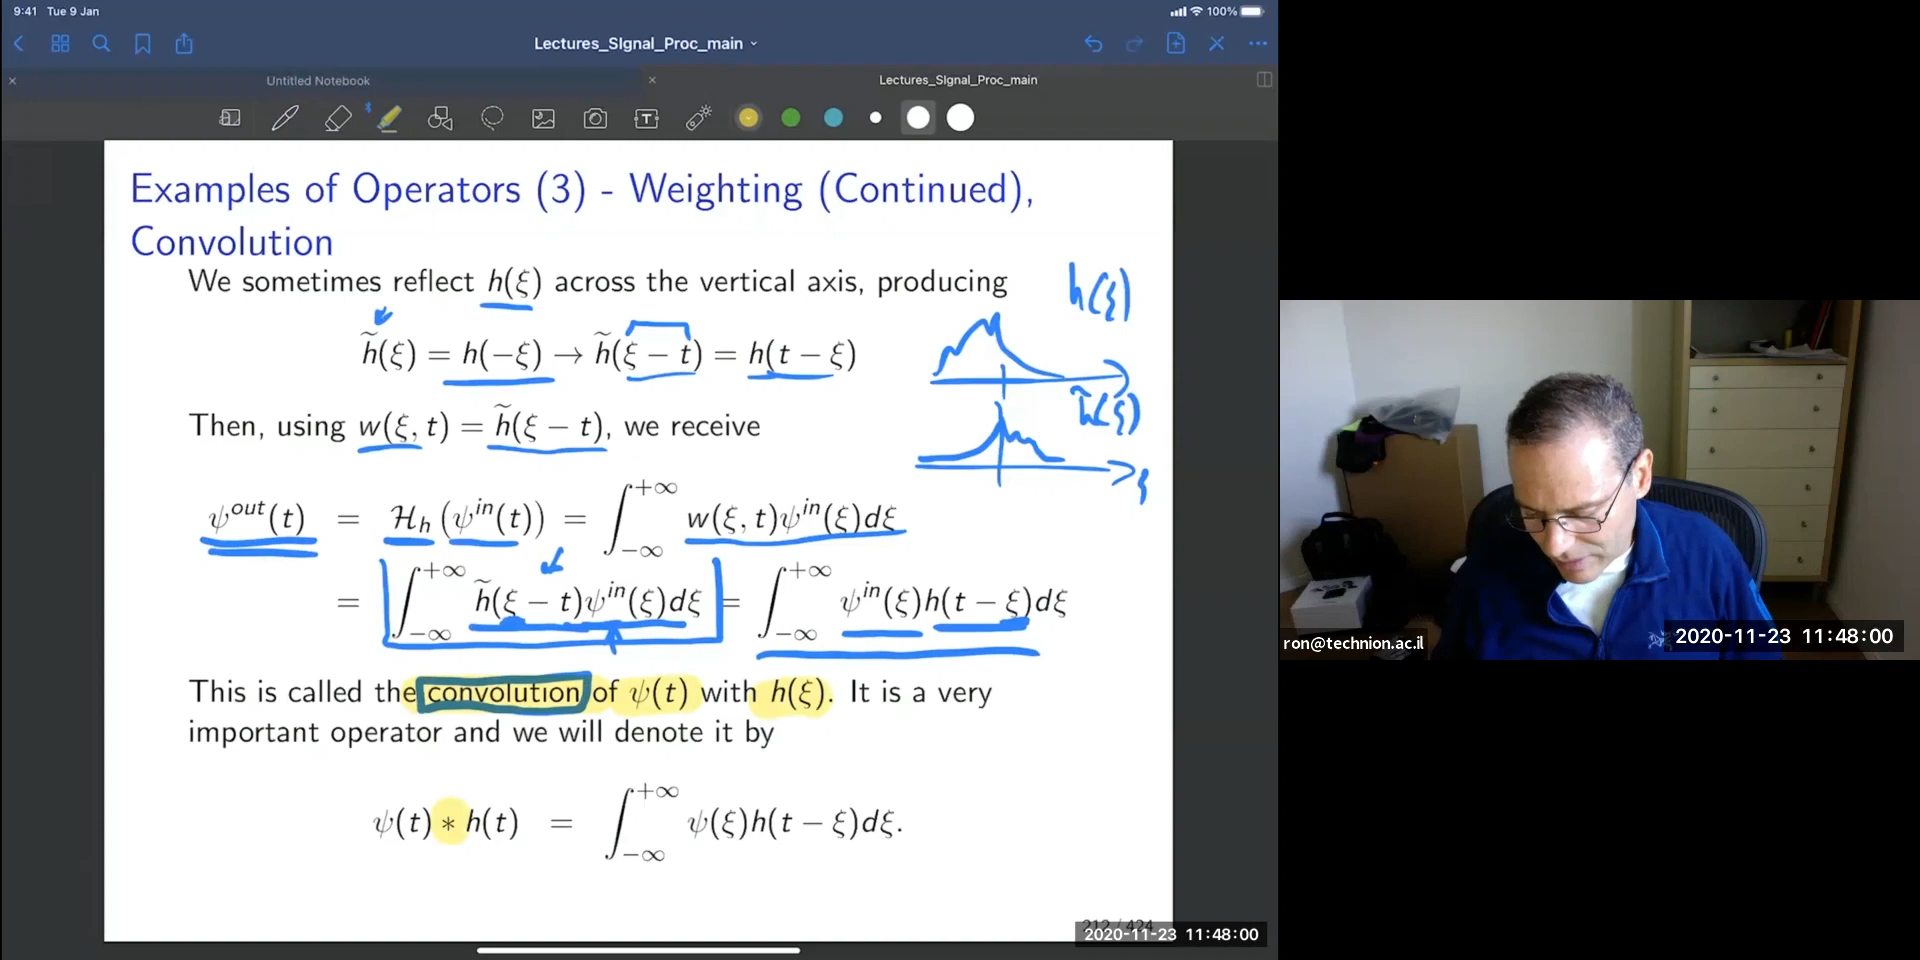 9:41 Tue 9 Jan
100%
Lectures_SIgnal_Proc_main
Untitled Notebook
Lectures_SIgnal_Proc_main
Examples of Operators (3) - Weighting (Continued),
Convolution
We sometimes reflect h(ξ) across the vertical axis, producing
h(ξ)
h̃(ξ) = h(−ξ) → h̃(ξ − t) = h(t − ξ)
h̃(ξ)
Then, using w(ξ, t) = h̃(ξ − t), we receive
ξ
ψ^out(t) = H_h (ψ^in(t)) = ∫_−∞^+∞ w(ξ, t)ψ^in(ξ)dξ
= ∫_−∞^+∞ h̃(ξ − t)ψ^in(ξ)dξ = ∫_−∞^+∞ ψ^in(ξ)h(t − ξ)dξ
This is called the convolution of ψ(t) with h(ξ). It is a very
important operator and we will denote it by
ψ(t) ∗ h(t) = ∫_−∞^+∞ ψ(ξ)h(t − ξ)dξ.
212 / 424
2020-11-23 11:48:00
ron@technion.ac.il
2020-11-23 11:48:00